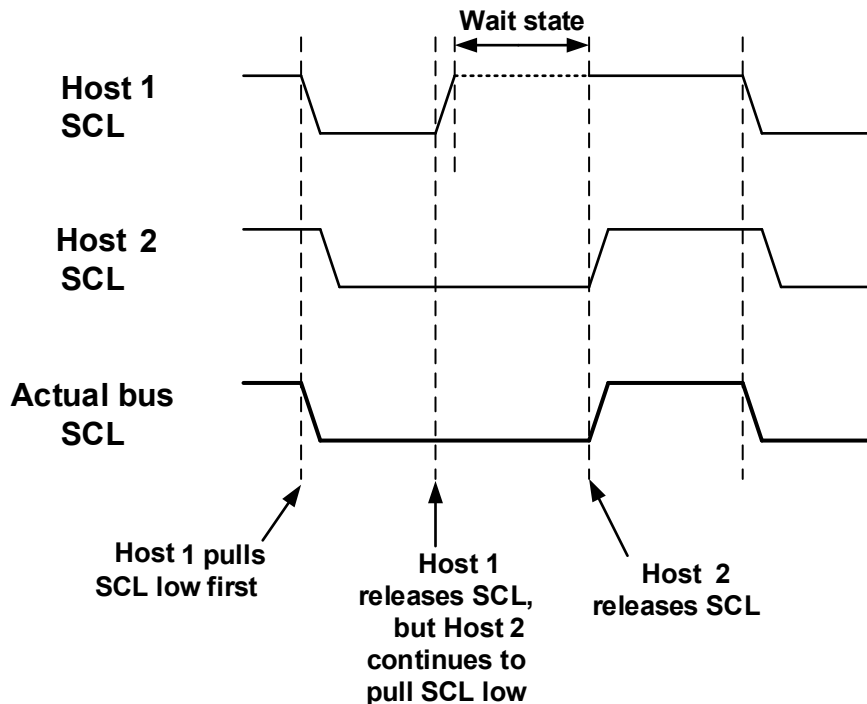 Wait state
Host 1
SCL
Host 2
SCL
Actual bus
SCL
Host 1 pulls
SCL low first
Host 1
releases SCL,
but Host 2
continues to
pull SCL low
Host 2
releases SCL